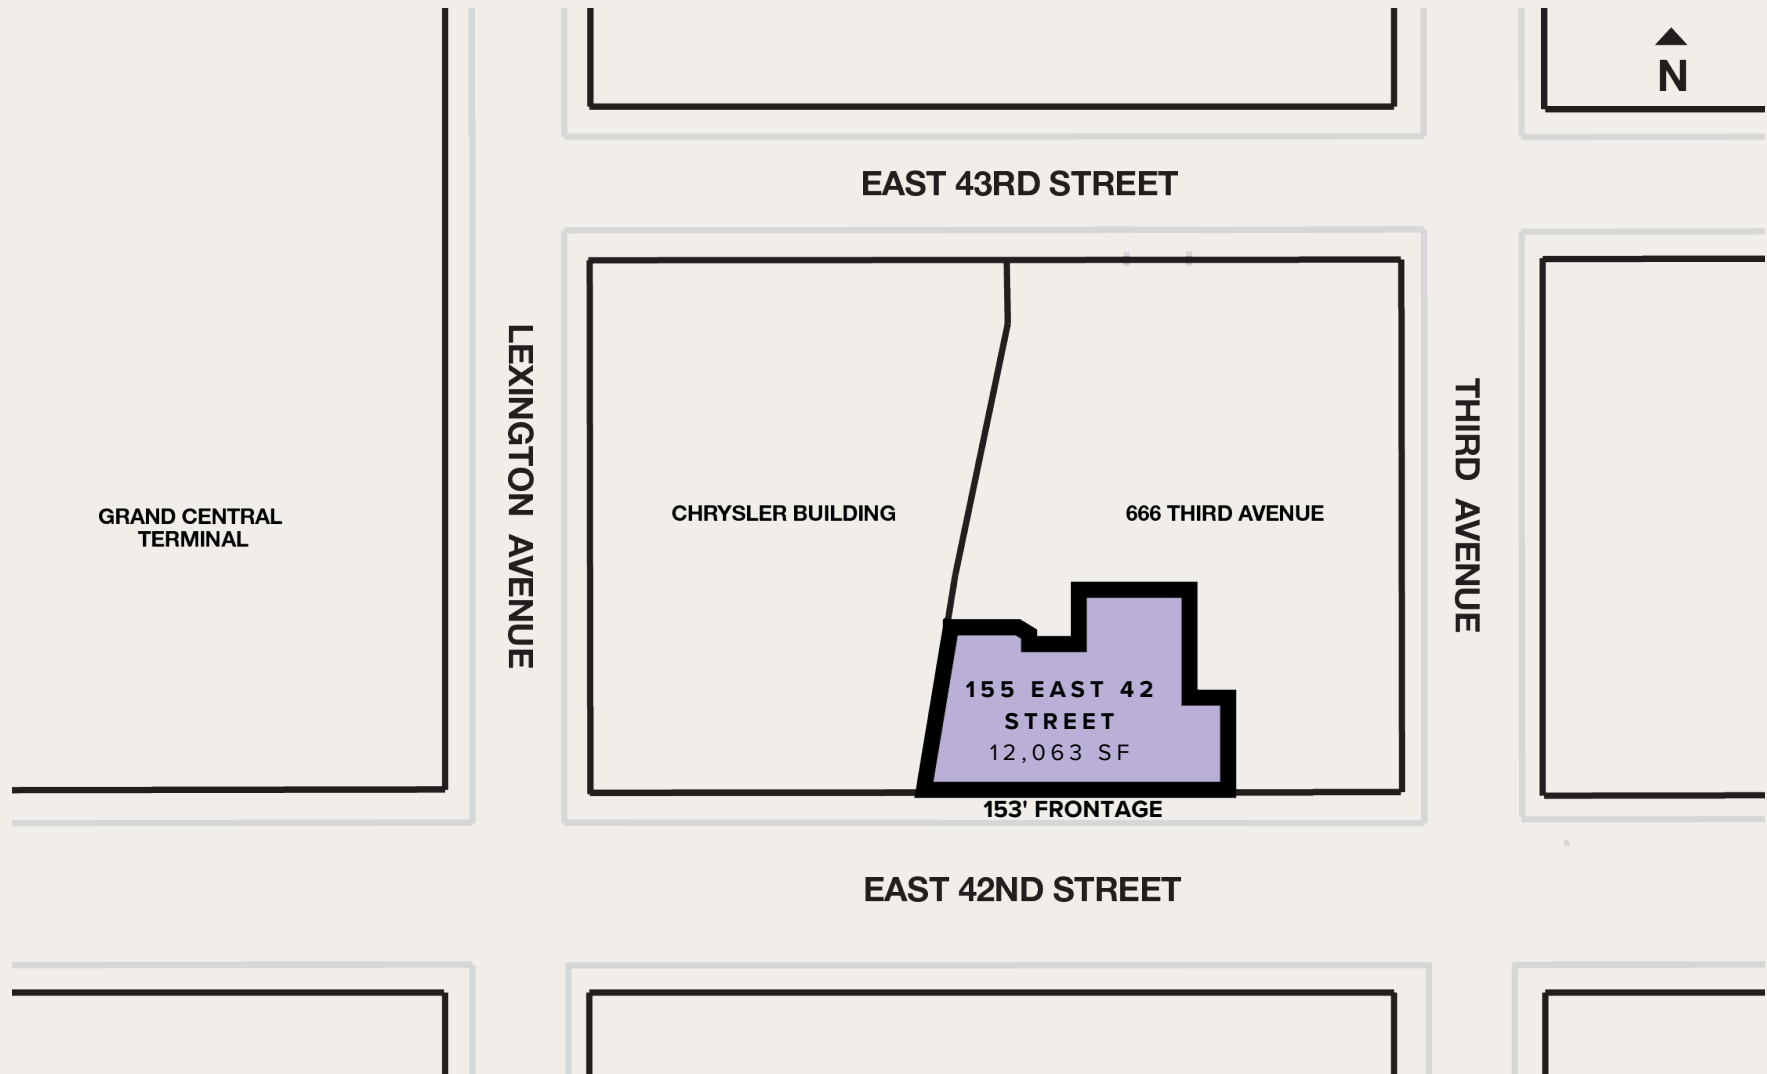 N
EAST 43RD STREET
LEXINGTON AVENUE
THIRD AVENUE
GRAND CENTRAL
TERMINAL
CHRYSLER BUILDING
666 THIRD AVENUE
155 EAST 42
STREET
12,063 SF
153' FRONTAGE
EAST 42ND STREET